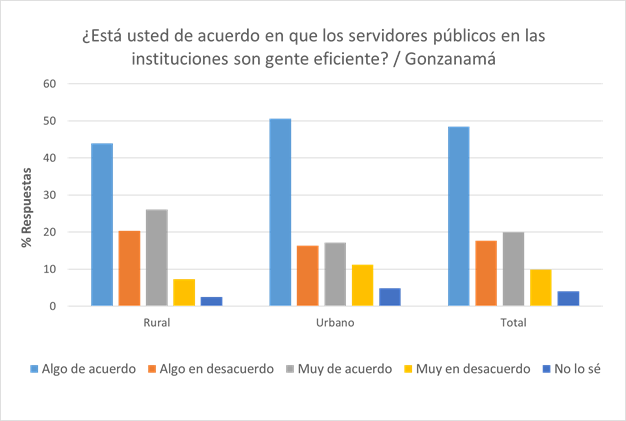 ¿Está usted de acuerdo en que los servidores públicos en las
instituciones son gente eficiente? / Gonzanamá
% Respuestas
60
50
40
30
20
10
0
Rural
Urbano
Total
Algo de acuerdo
Algo en desacuerdo
Muy de acuerdo
Muy en desacuerdo
No lo sé